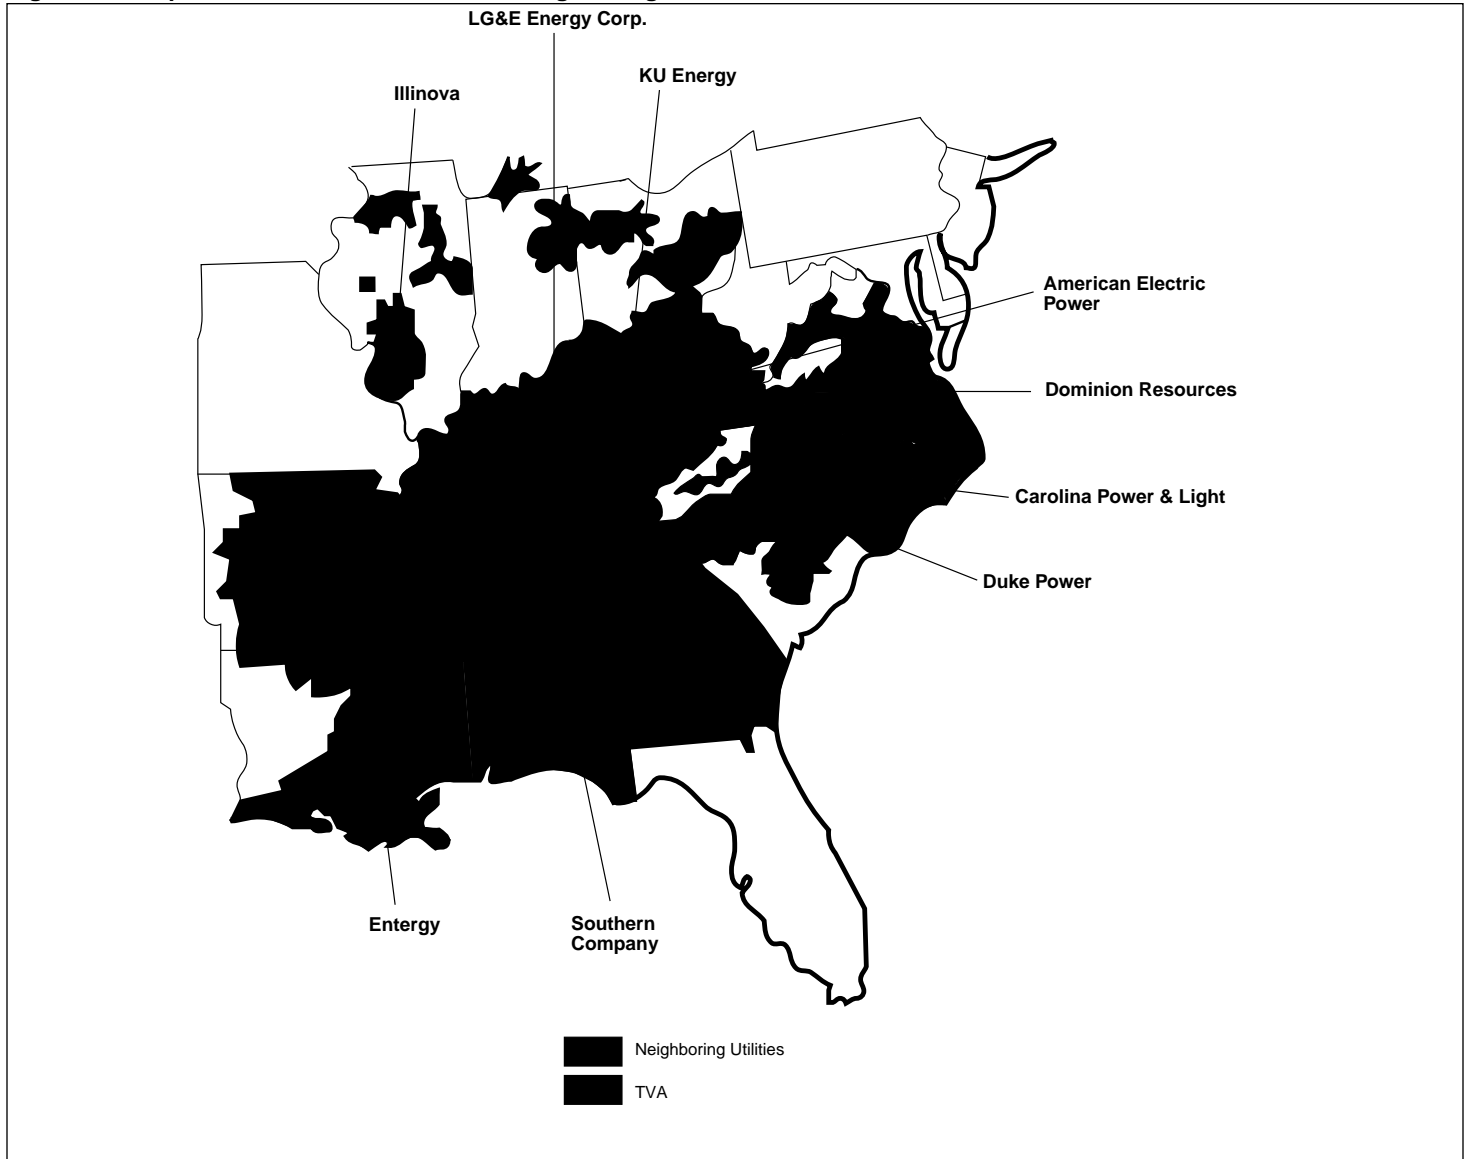 LG&E Energy Corp.
KU Energy
Illinova
American Electric
Power
Dominion Resources
Carolina Power & Light
Duke Power
Entergy
Southern
Company
Neighboring Utilities
TVA